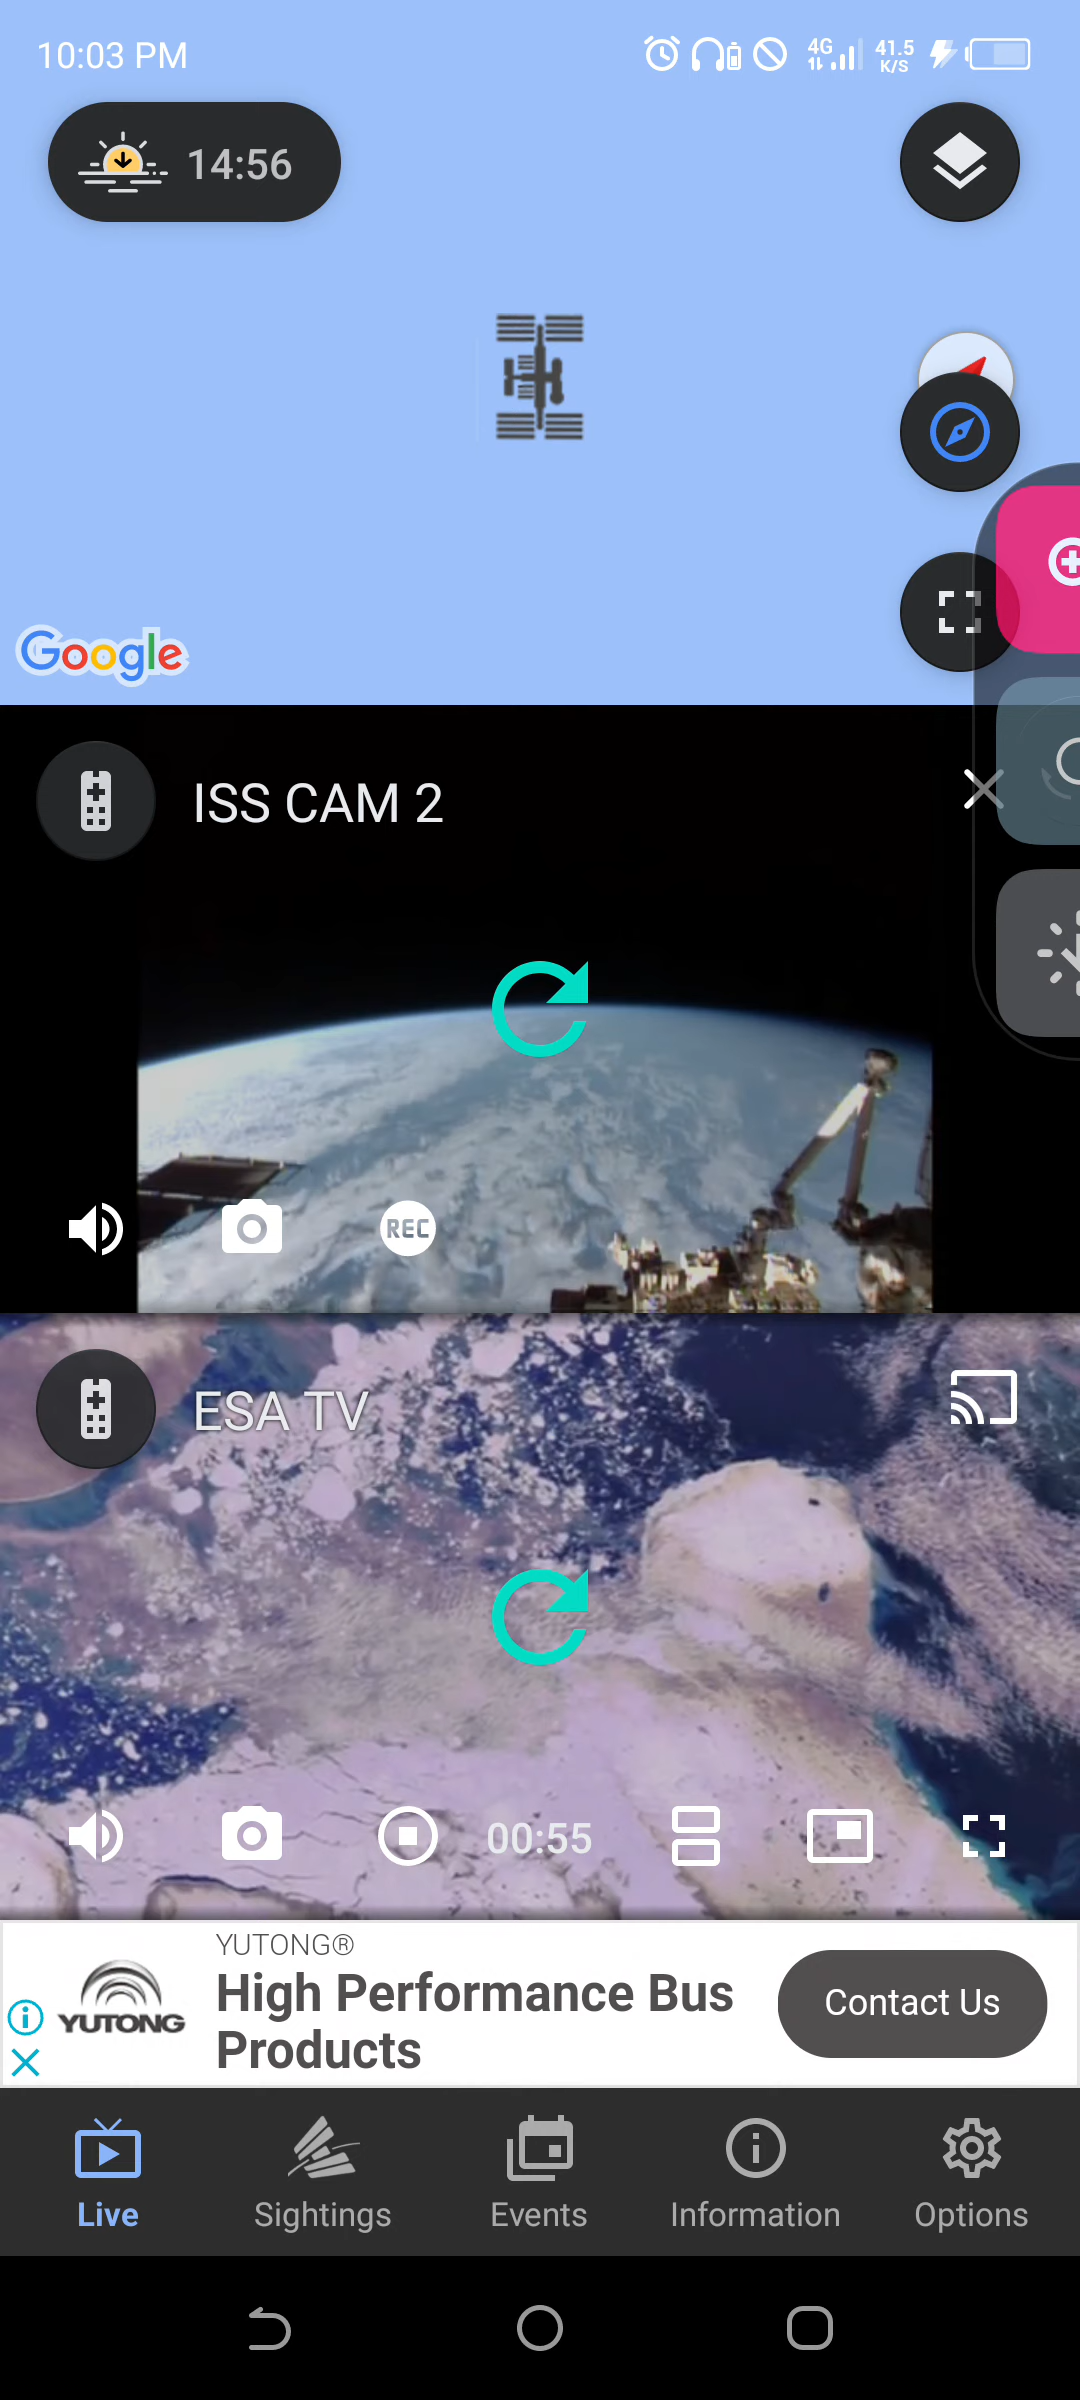 10:03 PM
4G
41.5
K/S
14:56
Google
ISS CAM 2
REC
ESA TV
00:55
YUTONG®
High Performance Bus
Products
YUTONG
Contact Us
Live
Sightings
Events
Information
Options